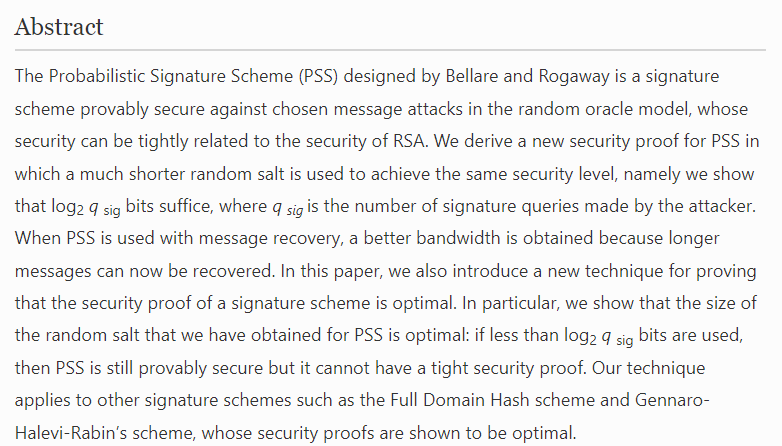 Abstract
The Probabilistic Signature Scheme (PSS) designed by Bellare and Rogaway is a signature
scheme provably secure against chosen message attacks in the random oracle model, whose
security can be tightly related to the security of RSA. We derive a new security proof for PSS in
which a much shorter random salt is used to achieve the same security level, namely we show
that log₂ q sig bits suffice, where q sig is the number of signature queries made by the attacker.
When PSS is used with message recovery, a better bandwidth is obtained because longer
messages can now be recovered. In this paper, we also introduce a new technique for proving
that the security proof of a signature scheme is optimal. In particular, we show that the size of
the random salt that we have obtained for PSS is optimal: if less than log₂ q sig bits are used,
then PSS is still provably secure but it cannot have a tight security proof. Our technique
applies to other signature schemes such as the Full Domain Hash scheme and Gennaro-
Halevi-Rabin’s scheme, whose security proofs are shown to be optimal.